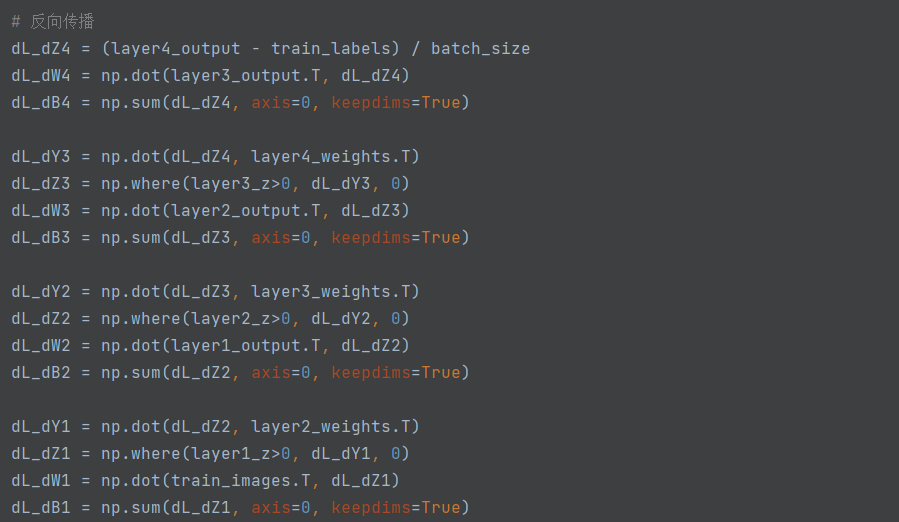 # 反向传播
dL_dZ4 = (layer4_output - train_labels) / batch_size
dL_dW4 = np.dot(layer3_output.T, dL_dZ4)
dL_dB4 = np.sum(dL_dZ4, axis=0, keepdims=True)
dL_dY3 = np.dot(dL_dZ4, layer4_weights.T)
dL_dZ3 = np.where(layer3_z>0, dL_dY3, 0)
dL_dW3 = np.dot(layer2_output.T, dL_dZ3)
dL_dB3 = np.sum(dL_dZ3, axis=0, keepdims=True)
dL_dY2 = np.dot(dL_dZ3, layer3_weights.T)
dL_dZ2 = np.where(layer2_z>0, dL_dY2, 0)
dL_dW2 = np.dot(layer1_output.T, dL_dZ2)
dL_dB2 = np.sum(dL_dZ2, axis=0, keepdims=True)
dL_dY1 = np.dot(dL_dZ2, layer2_weights.T)
dL_dZ1 = np.where(layer1_z>0, dL_dY1, 0)
dL_dW1 = np.dot(train_images.T, dL_dZ1)
dL_dB1 = np.sum(dL_dZ1, axis=0, keepdims=True)